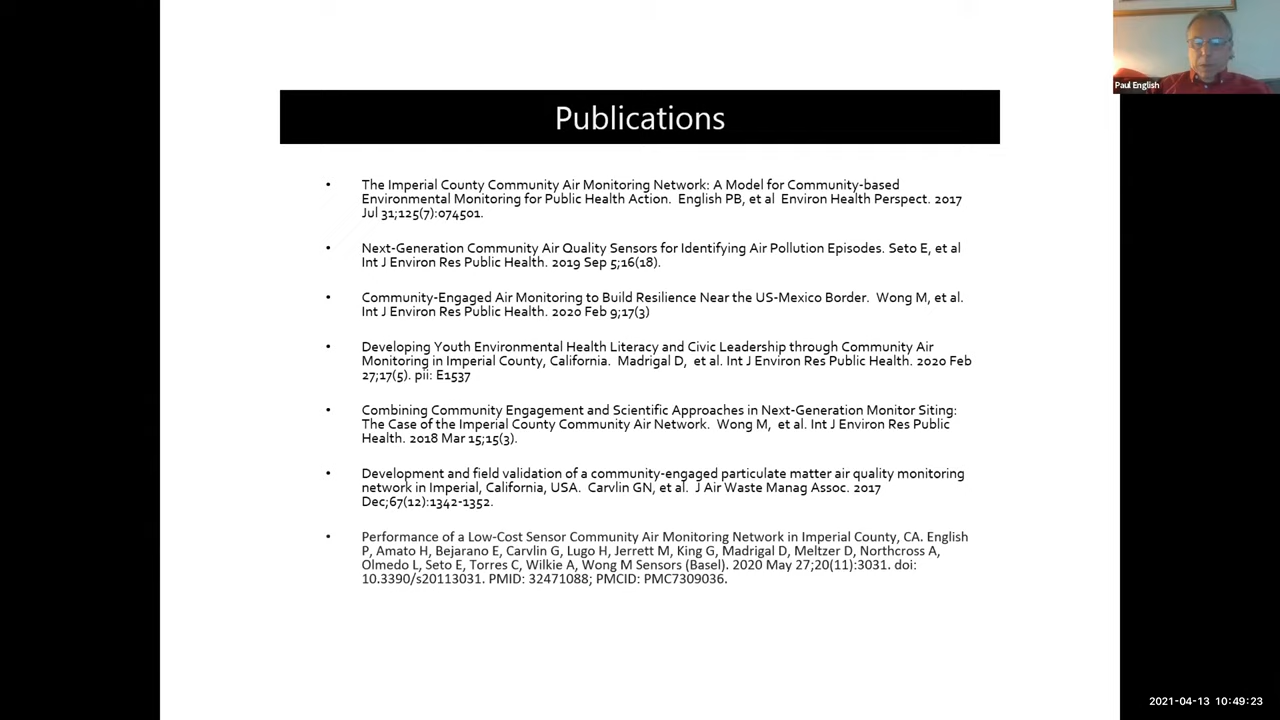 Paul English
Publications
• The Imperial County Community Air Monitoring Network: A Model for Community-based
Environmental Monitoring for Public Health Action.  English PB, et al  Environ Health Perspect. 2017
Jul 31;125(7):074501.
• Next-Generation Community Air Quality Sensors for Identifying Air Pollution Episodes. Seto E, et al
Int J Environ Res Public Health. 2019 Sep 5;16(18).
• Community-Engaged Air Monitoring to Build Resilience Near the US-Mexico Border.  Wong M, et al.
Int J Environ Res Public Health. 2020 Feb 9;17(3)
• Developing Youth Environmental Health Literacy and Civic Leadership through Community Air
Monitoring in Imperial County, California.  Madrigal D,  et al. Int J Environ Res Public Health. 2020 Feb
27;17(5). pii: E1537
• Combining Community Engagement and Scientific Approaches in Next-Generation Monitor Siting:
The Case of the Imperial County Community Air Network.  Wong M,  et al. Int J Environ Res Public
Health. 2018 Mar 15;15(3).
• Development and field validation of a community-engaged particulate matter air quality monitoring
network in Imperial, California, USA.  Carvlin GN, et al.  J Air Waste Manag Assoc. 2017
Dec;67(12):1342-1352.
• Performance of a Low-Cost Sensor Community Air Monitoring Network in Imperial County, CA. English
P, Amato H, Bejarano E, Carvlin G, Lugo H, Jerrett M, King G, Madrigal D, Meltzer D, Northcross A,
Olmedo L, Seto E, Torres C, Wilkie A, Wong M Sensors (Basel). 2020 May 27;20(11):3031. doi:
10.3390/s20113031. PMID: 32471088; PMCID: PMC7309036.
2021-04-13 10:49:23